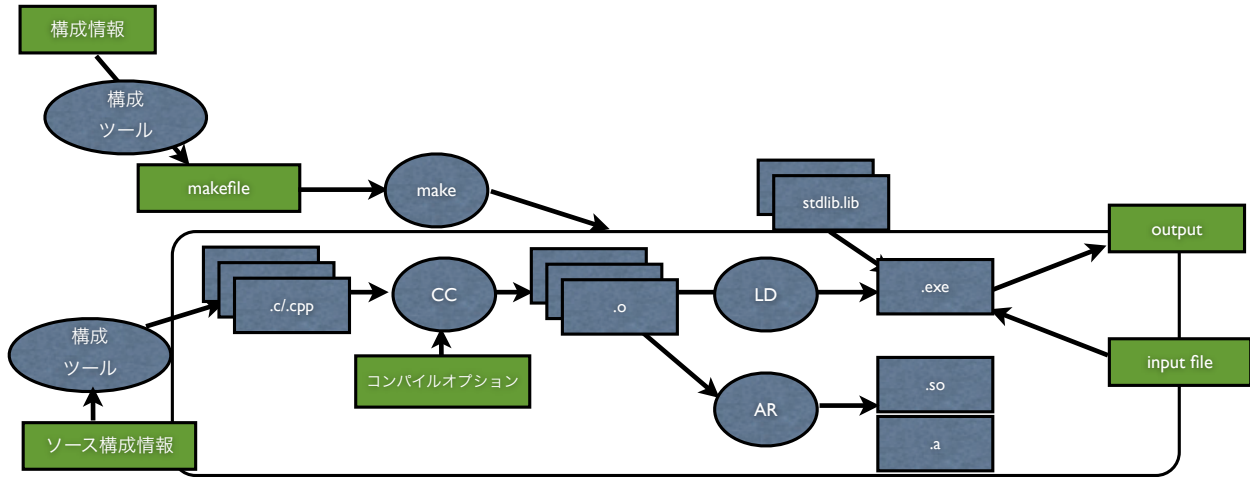 構成情報
構成
ツール
makefile
make
stdlib.lib
output
.c/.cpp
CC
.o
LD
.exe
構成
ツール
コンパイルオプション
input file
AR
.so
.a
ソース構成情報